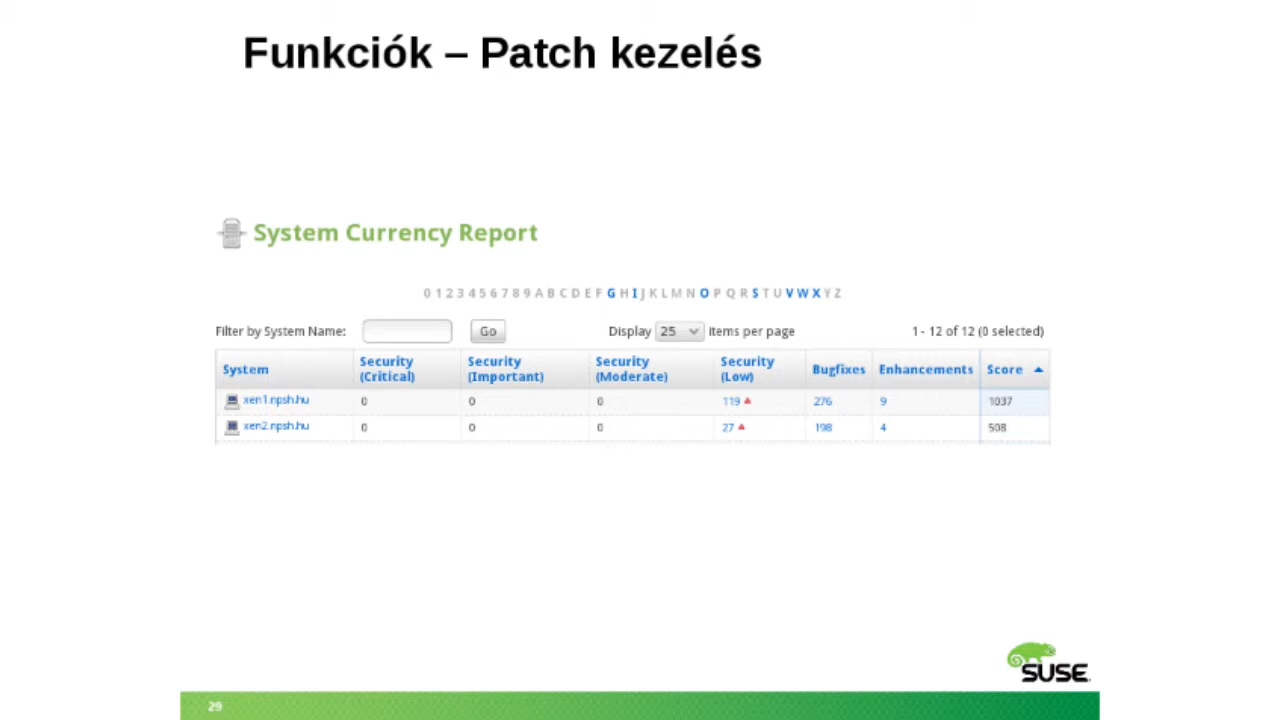 Funkciók – Patch kezelés
System Currency Report
0 1 2 3 4 5 6 7 8 9 A B C D E F G H I J K L M N O P Q R S T U V W X Y Z
Filter by System Name: Go Display 25 items per page 1 - 12 of 12 (0 selected)
System Security (Critical) Security (Important) Security (Moderate) Security (Low) Bugfixes Enhancements Score
xen1.npsh.hu 0 0 0 119 276 9 1037
xen2.npsh.hu 0 0 0 27 198 4 508
SUSE
29